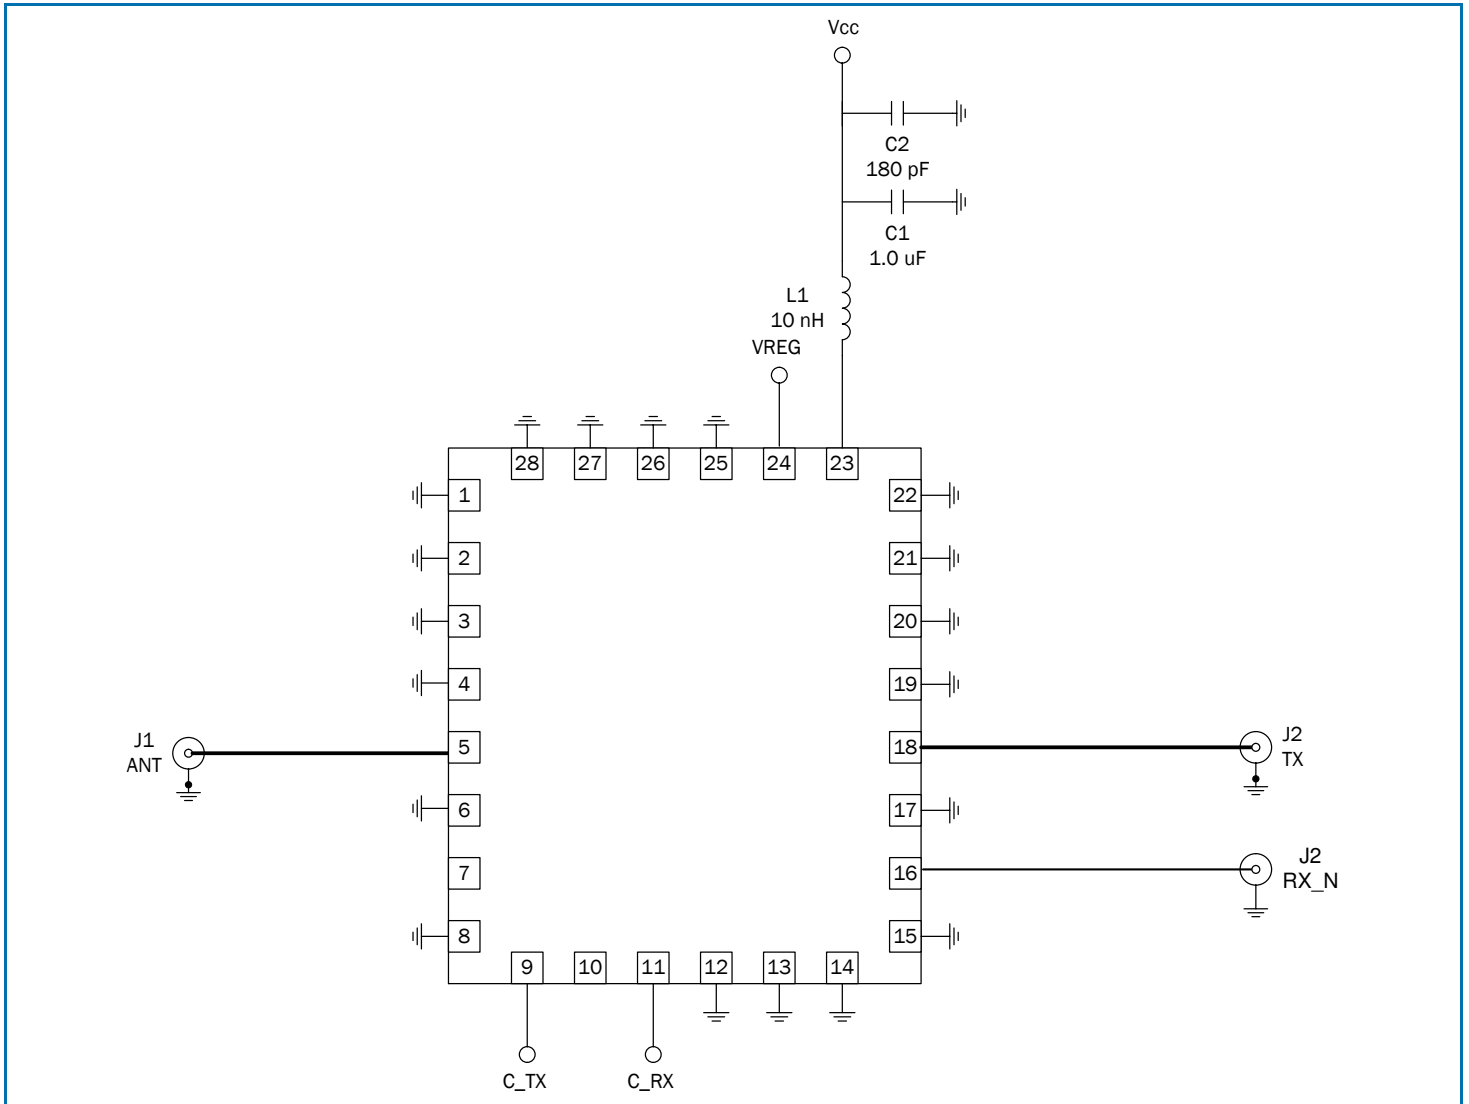 Vcc
C2
180 pF
C1
1.0 uF
L1
10 nH
VREG
28 27 26 25 24 23
1 22
2 21
3 20
4 19
J1
ANT
5 18
J2
TX
6 17
7 16
J2
RX_N
8 15
9 10 11 12 13 14
C_TX C_RX